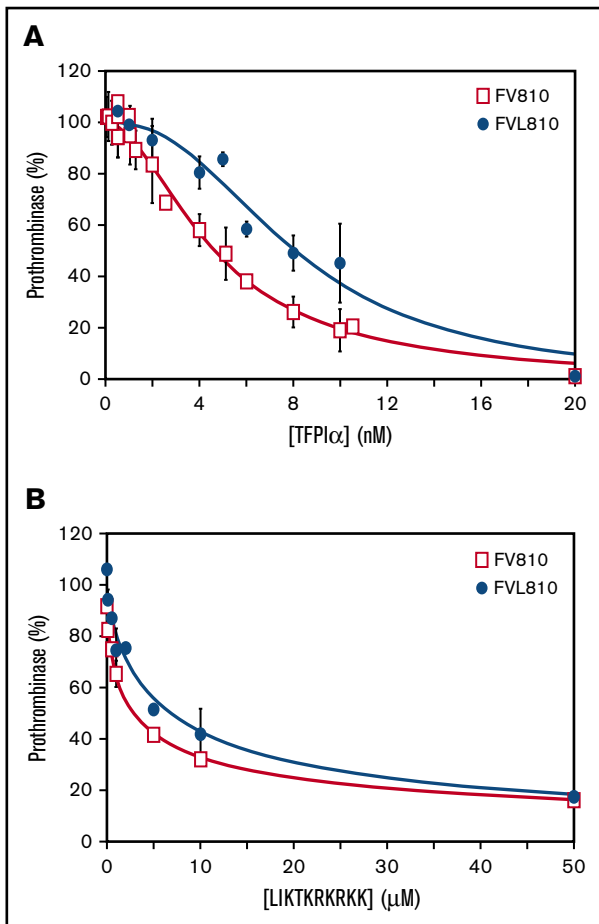 A
120
100
80
60
40
20
0
Prothrombinase (%)
FV810
FVL810
0 4 8 12 16 20
[TFPIα] (nM)
B
120
100
80
60
40
20
0
Prothrombinase (%)
FV810
FVL810
0 10 20 30 40 50
[LIKTKRKRKK] (μM)